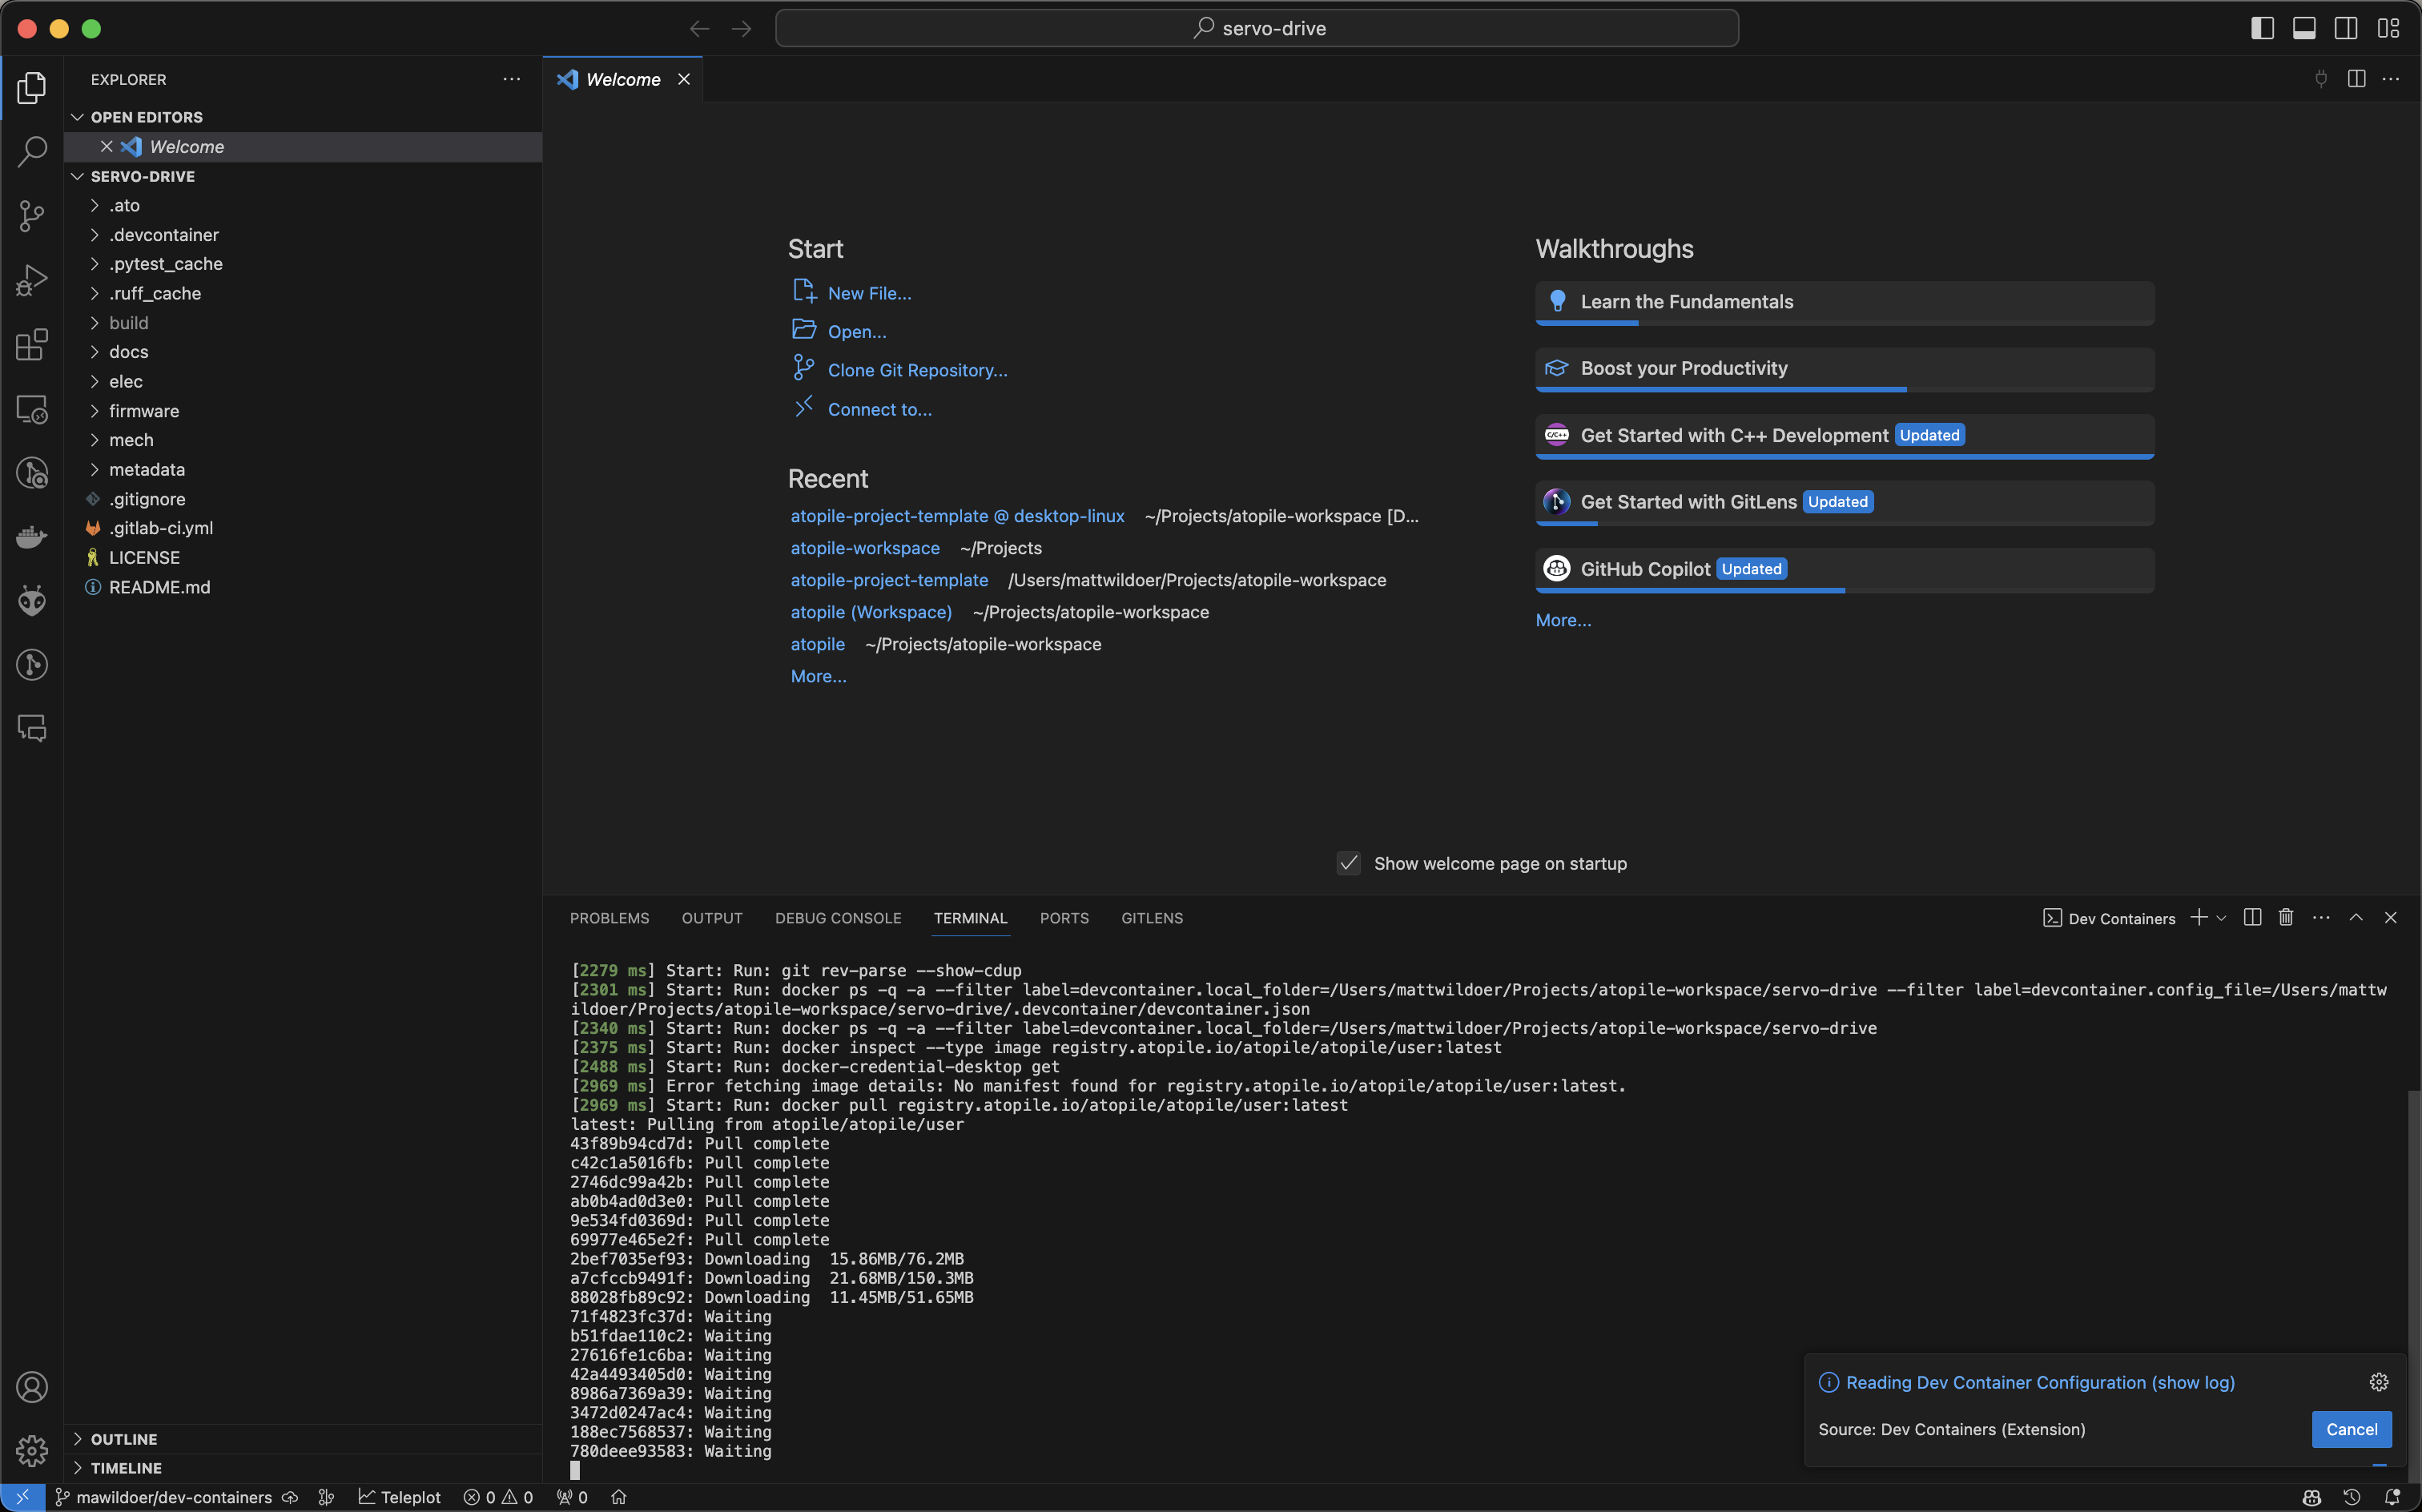 servo-drive
EXPLORER
OPEN EDITORS
Welcome
SERVO-DRIVE
.ato
.devcontainer
.pytest_cache
.ruff_cache
build
docs
elec
firmware
mech
metadata
.gitignore
.gitlab-ci.yml
LICENSE
README.md
OUTLINE
TIMELINE
Welcome
Start
New File...
Open...
Clone Git Repository...
Connect to...
Recent
atopile-project-template @ desktop-linux ~/Projects/atopile-workspace [D...
atopile-workspace ~/Projects
atopile-project-template /Users/mattwildoer/Projects/atopile-workspace
atopile (Workspace) ~/Projects/atopile-workspace
atopile ~/Projects/atopile-workspace
More...
Walkthroughs
Learn the Fundamentals
Boost your Productivity
C/C++ Get Started with C++ Development Updated
Get Started with GitLens Updated
GitHub Copilot Updated
More...
Show welcome page on startup
PROBLEMS OUTPUT DEBUG CONSOLE TERMINAL PORTS GITLENS
Dev Containers
[2279 ms] Start: Run: git rev-parse --show-cdup
[2301 ms] Start: Run: docker ps -q -a --filter label=devcontainer.local_folder=/Users/mattwildoer/Projects/atopile-workspace/servo-drive --filter label=devcontainer.config_file=/Users/mattw
ildoer/Projects/atopile-workspace/servo-drive/.devcontainer/devcontainer.json
[2340 ms] Start: Run: docker ps -q -a --filter label=devcontainer.local_folder=/Users/mattwildoer/Projects/atopile-workspace/servo-drive
[2375 ms] Start: Run: docker inspect --type image registry.atopile.io/atopile/atopile/user:latest
[2488 ms] Start: Run: docker-credential-desktop get
[2969 ms] Error fetching image details: No manifest found for registry.atopile.io/atopile/atopile/user:latest.
[2969 ms] Start: Run: docker pull registry.atopile.io/atopile/atopile/user:latest
latest: Pulling from atopile/atopile/user
43f89b94cd7d: Pull complete
c42c1a5016fb: Pull complete
2746dc99a42b: Pull complete
ab0b4ad0d3e0: Pull complete
9e534fd0369d: Pull complete
69977e465e2f: Pull complete
2bef7035ef93: Downloading 15.86MB/76.2MB
a7cfccb9491f: Downloading 21.68MB/150.3MB
88028fb89c92: Downloading 11.45MB/51.65MB
71f4823fc37d: Waiting
b51fdae110c2: Waiting
27616fe1c6ba: Waiting
42a4493405d0: Waiting
8986a7369a39: Waiting
3472d0247ac4: Waiting
188ec7568537: Waiting
780deee93583: Waiting
Reading Dev Container Configuration (show log)
Source: Dev Containers (Extension)
Cancel
mawildoer/dev-containers Teleplot 0 0 0